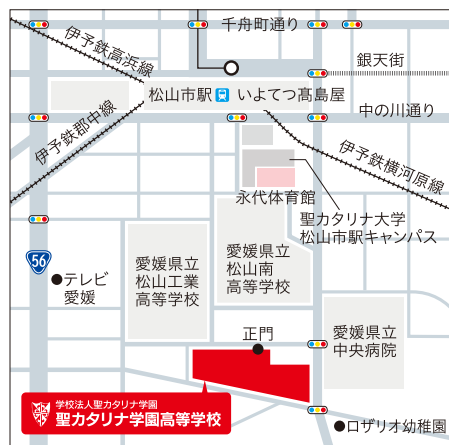 千舟町通り
伊予鉄高浜線
銀天街
松山市駅
いよてつ髙島屋
中の川通り
伊予鉄郡中線
伊予鉄横河原線
永代体育館
聖カタリナ大学
松山市駅キャンパス
56
テレビ
愛媛
愛媛県立
松山工業
高等学校
愛媛県立
松山南
高等学校
正門
愛媛県立
中央病院
学校法人聖カタリナ学園
聖カタリナ学園高等学校
ロザリオ幼稚園